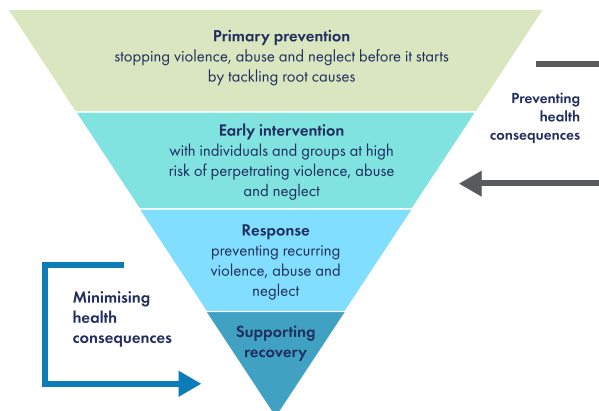 Primary prevention
stopping violence, abuse and neglect before it starts
by tackling root causes
Preventing
health
consequences
Early intervention
with individuals and groups at high
risk of perpetrating violence, abuse
and neglect
Response
preventing recurring
violence, abuse and
neglect
Minimising
health
consequences
Supporting
recovery